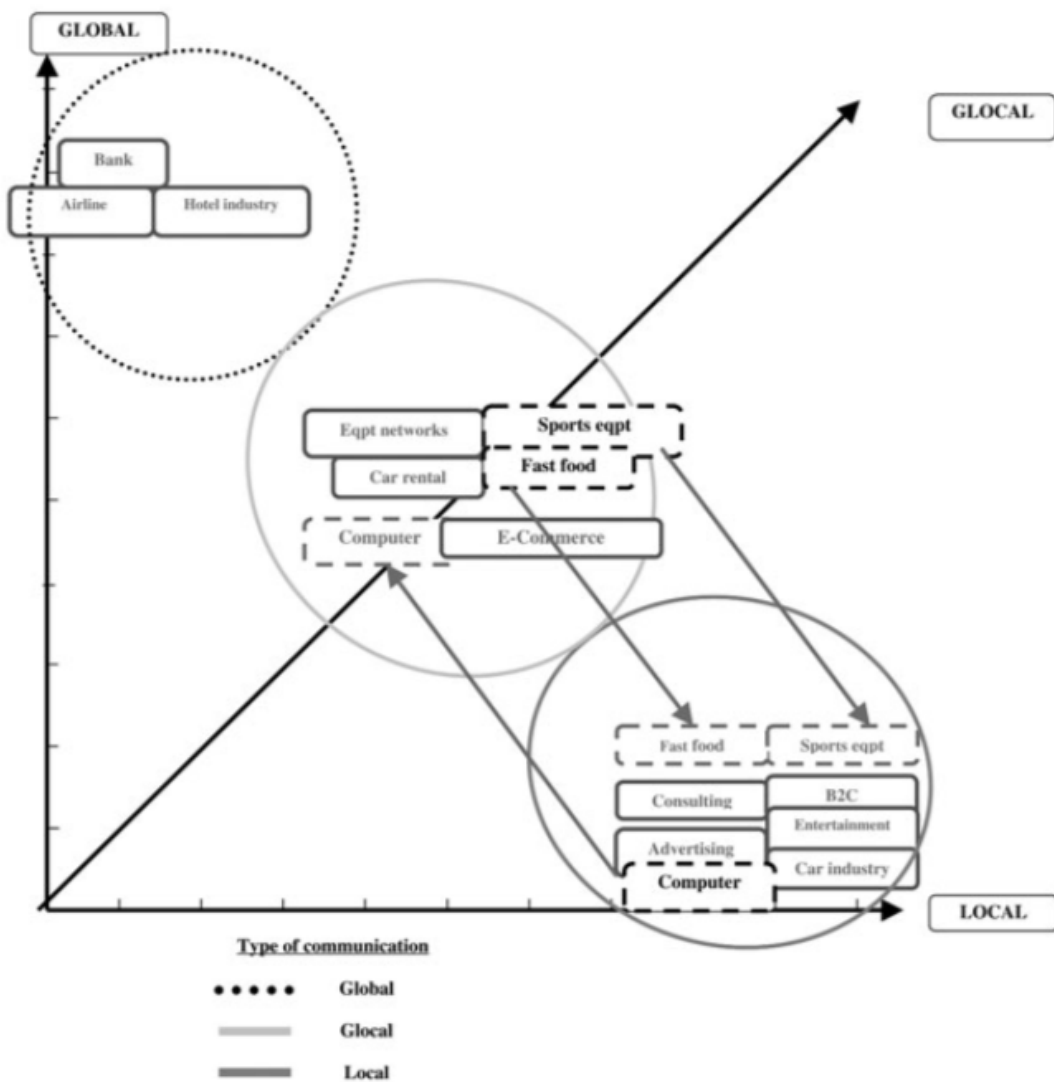 GLOBAL
GLOCAL
Bank
Airline
Hotel industry
Eqpt networks
Sports eqpt
Car rental
Fast food
Computer
E-Commerce
Fast food
Sports eqpt
Consulting
B2C
Entertainment
Advertising
Car industry
Computer
LOCAL
Type of communication
Global
Glocal
Local